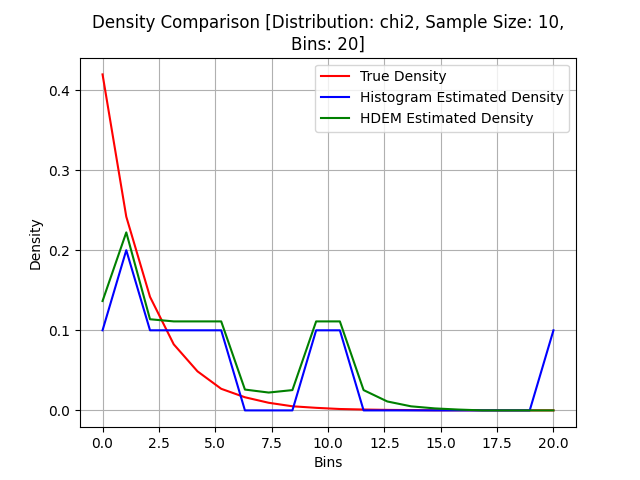 Density Comparison [Distribution: chi2, Sample Size: 10,
Bins: 20]
True Density
Histogram Estimated Density
HDEM Estimated Density
Density
0.4
0.3
0.2
0.1
0.0
0.0 2.5 5.0 7.5 10.0 12.5 15.0 17.5 20.0
Bins